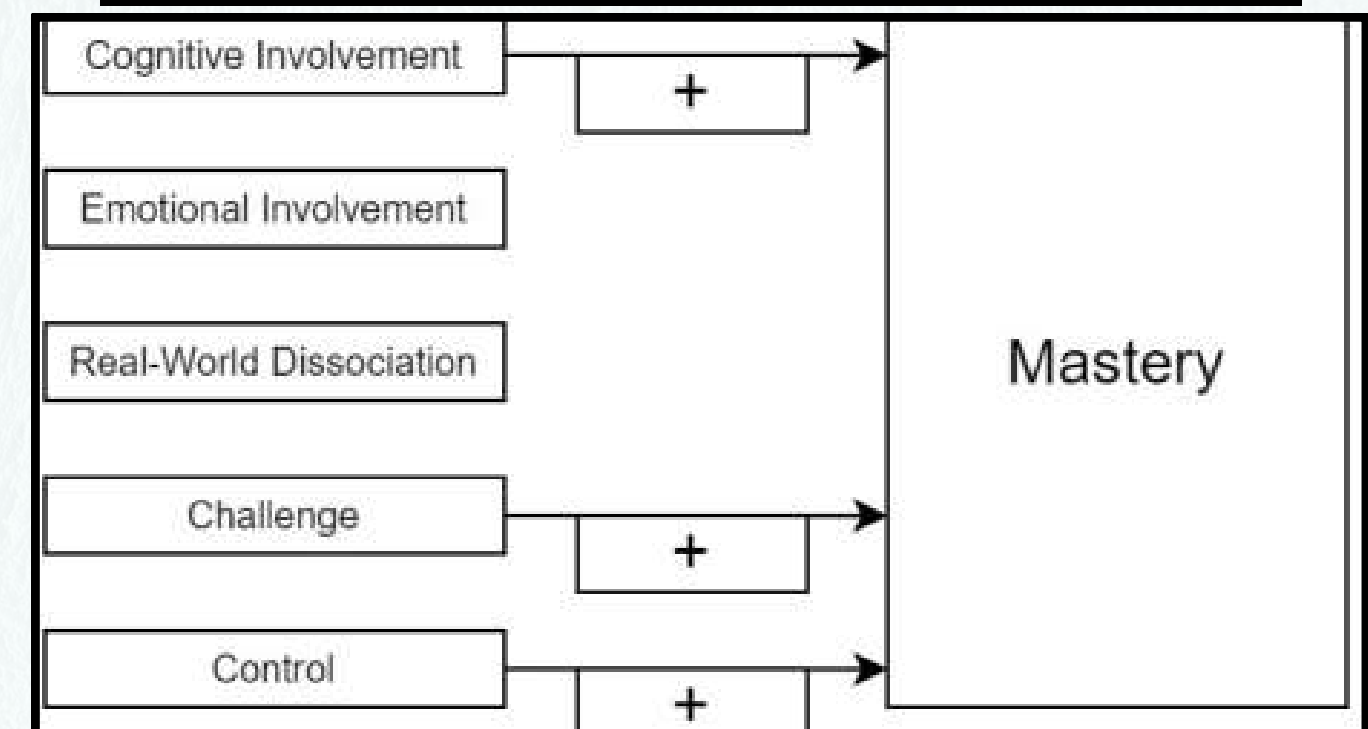 Cognitive Involvement
+
Emotional Involvement
Real-World Dissociation
Mastery
Challenge
+
Control
+